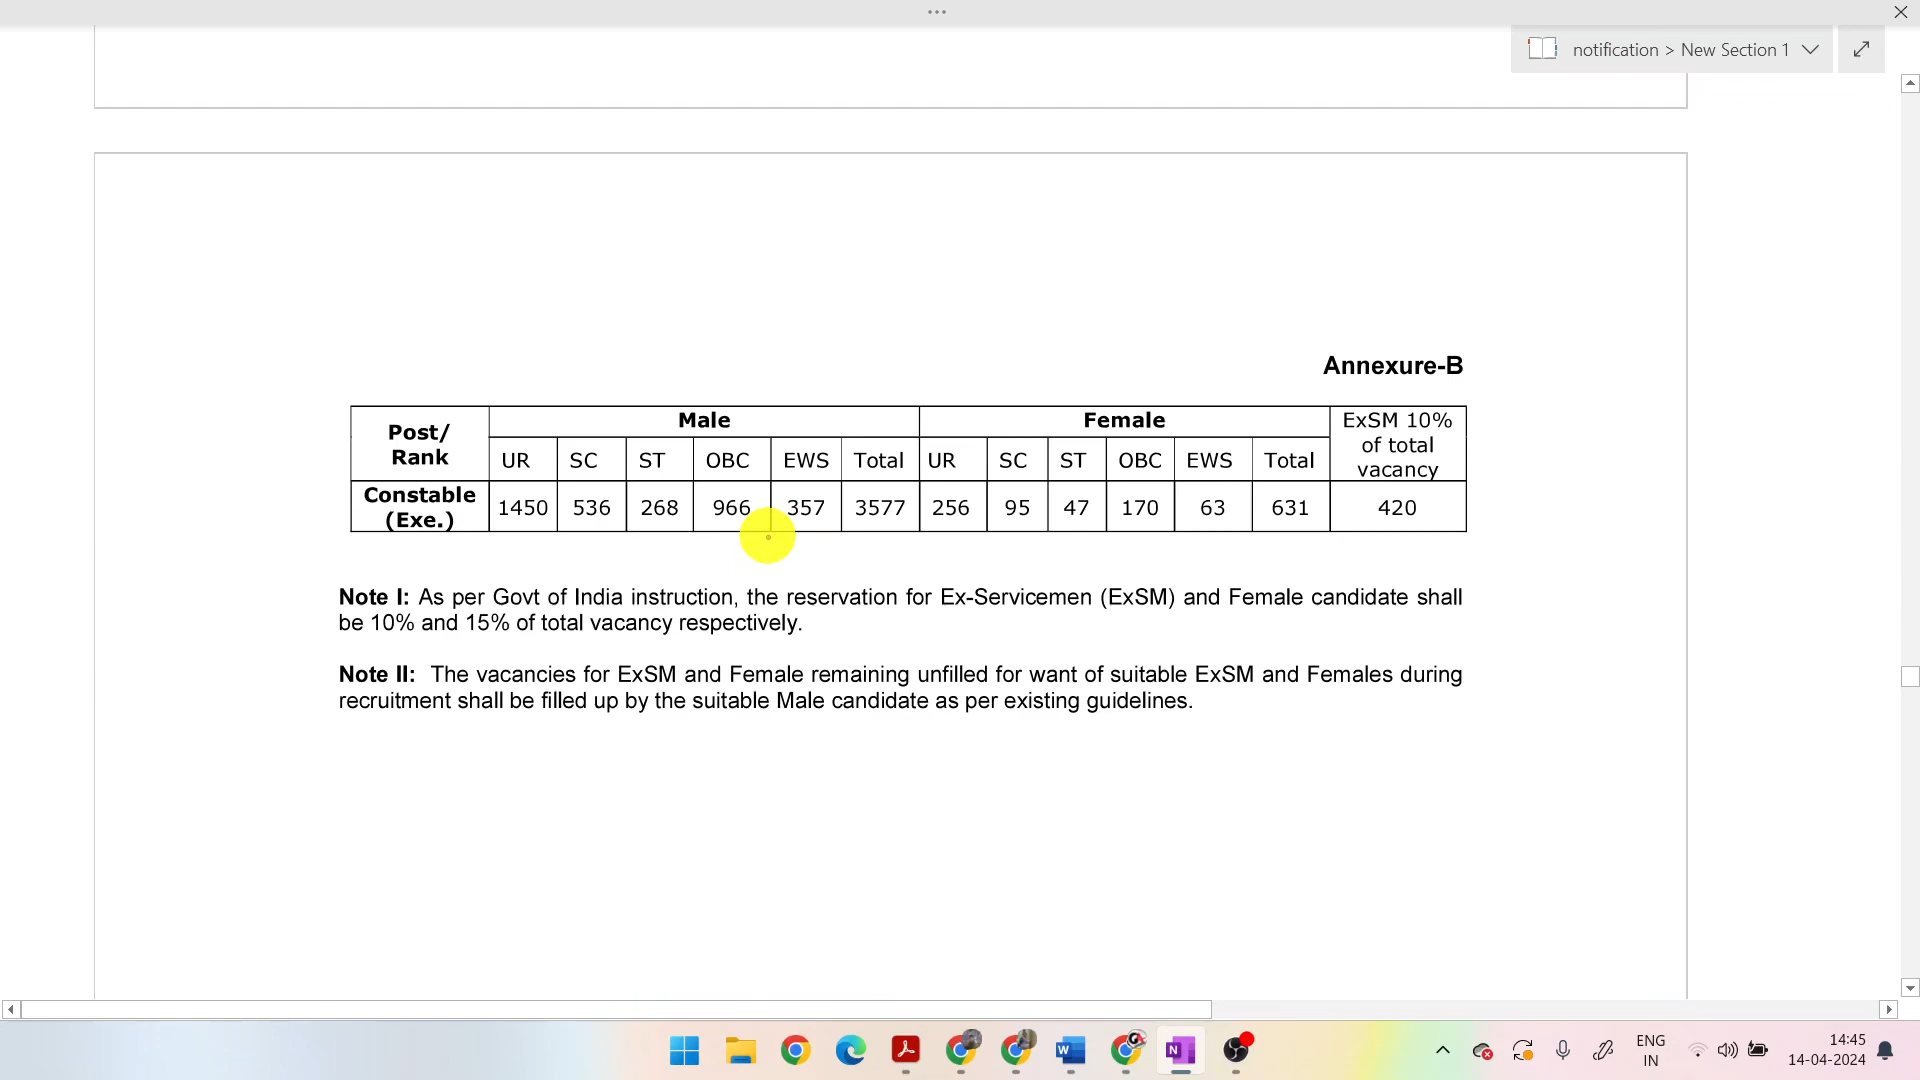 notification > New Section 1
Annexure-B
Post/ Rank Male Female ExSM 10% of total vacancy
UR SC ST OBC EWS Total UR SC ST OBC EWS Total
Constable (Exe.) 1450 536 268 966 357 3577 256 95 47 170 63 631 420
Note I: As per Govt of India instruction, the reservation for Ex-Servicemen (ExSM) and Female candidate shall
be 10% and 15% of total vacancy respectively.
Note II: The vacancies for ExSM and Female remaining unfilled for want of suitable ExSM and Females during
recruitment shall be filled up by the suitable Male candidate as per existing guidelines.
ENG
IN
14:45
14-04-2024